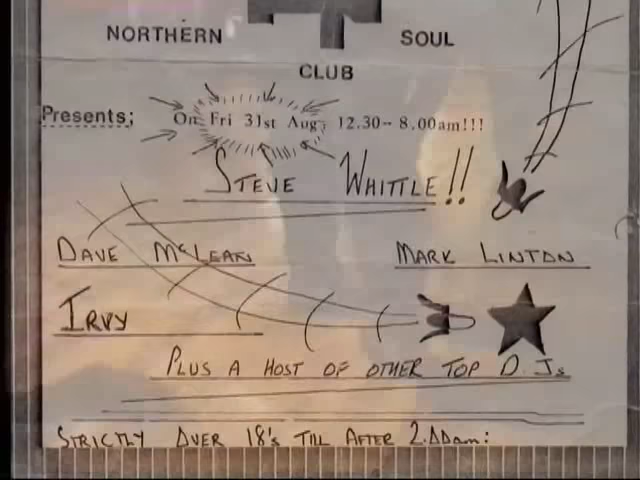 NORTHERN SOUL
CLUB
Presents; On Fri 31st Aug; 12.30-8.00am!!!
STEVE WHITTLE!!
DAVE McLEAN MARK LINTON
IRVY
PLUS A HOST OF OTHER TOP D.Js
STRICTLY OVER 18's TILL AFTER 2.00am: